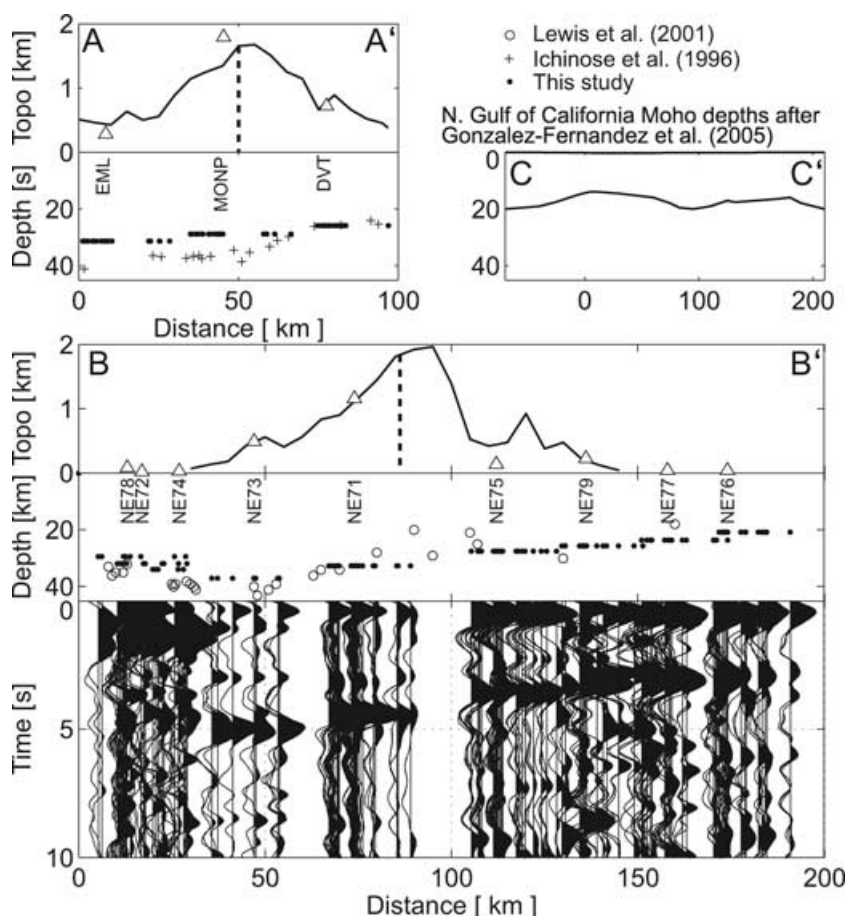 A
A'
Topo [km]
2
1
0
Depth [s]
20
40
EML
MONP
DVT
0
50
100
Distance [ km]
Lewis et al. (2001)
Ichinose et al. (1996)
This study
N. Gulf of California Moho depths after
Gonzalez-Fernandez et al. (2005)
C
C'
0
20
40
0
100
200
B
B'
Topo [km]
2
1
0
Depth [km]
20
40
NE78
NE72
NE74
NE73
NE71
NE75
NE79
NE77
NE76
Time [s]
0
5
10
0
50
100
150
200
Distance [ km]